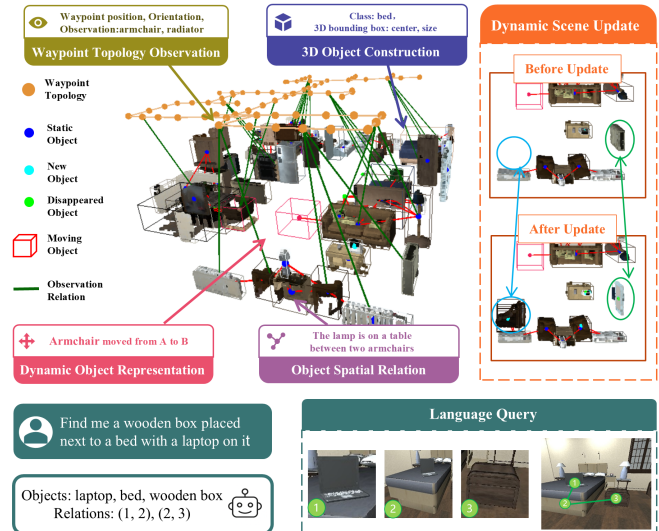 Waypoint position, Orientation,
Observation:armchair, radiator
Waypoint Topology Observation
Class: bed,
3D bounding box: center, size
3D Object Construction
Waypoint
Topology
Static
Object
New
Object
Disappeared
Object
Moving
Object
Observation
Relation
Armchair moved from A to B
Dynamic Object Representation
The lamp is on a table
between two armchairs
Object Spatial Relation
Dynamic Scene Update
Before Update
After Update
Find me a wooden box placed
next to a bed with a laptop on it
Objects: laptop, bed, wooden box
Relations: (1, 2), (2, 3)
Language Query
1
2
3
1
2
3